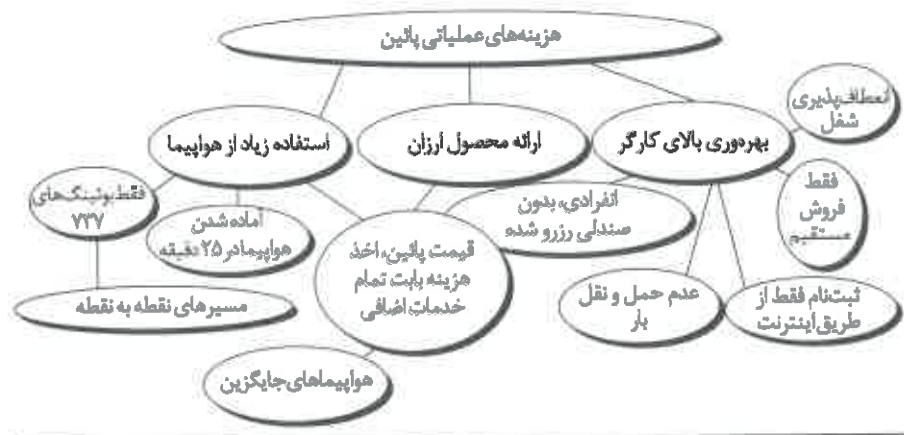 هزینه‌های عملیاتی پائین
انعطاف‌پذیری
شغل
بهره‌وری بالای کارگر
ارائه محصول ارزان
استفاده زیاد از هواپیما
فقط
فروش
مستقیم
انفرادی، بدون
صندلی رزرو شده
قیمت پائین، اخذ
هزینه بابت تمام
خدمات اضافی
آماده شدن
هواپیما در ۲۵ دقیقه
فقط بوئینگ‌های
۷۳۷
ثبت‌نام فقط از
طریق اینترنت
عدم حمل و نقل
بار
مسیرهای نقطه به نقطه
هواپیماهای جایگزین